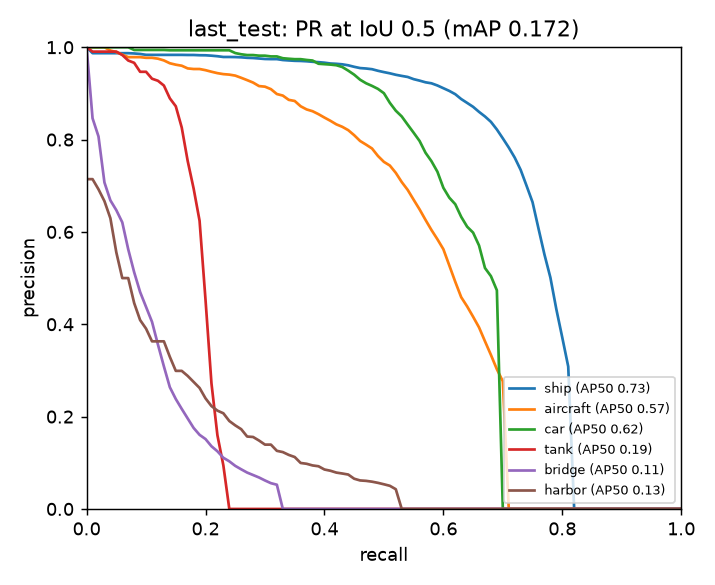 last_test: PR at IoU 0.5 (mAP 0.172)
1.0
0.8
0.6
0.4
0.2
0.0
precision
ship (AP50 0.73)
aircraft (AP50 0.57)
car (AP50 0.62)
tank (AP50 0.19)
bridge (AP50 0.11)
harbor (AP50 0.13)
0.0 0.2 0.4 0.6 0.8 1.0
recall